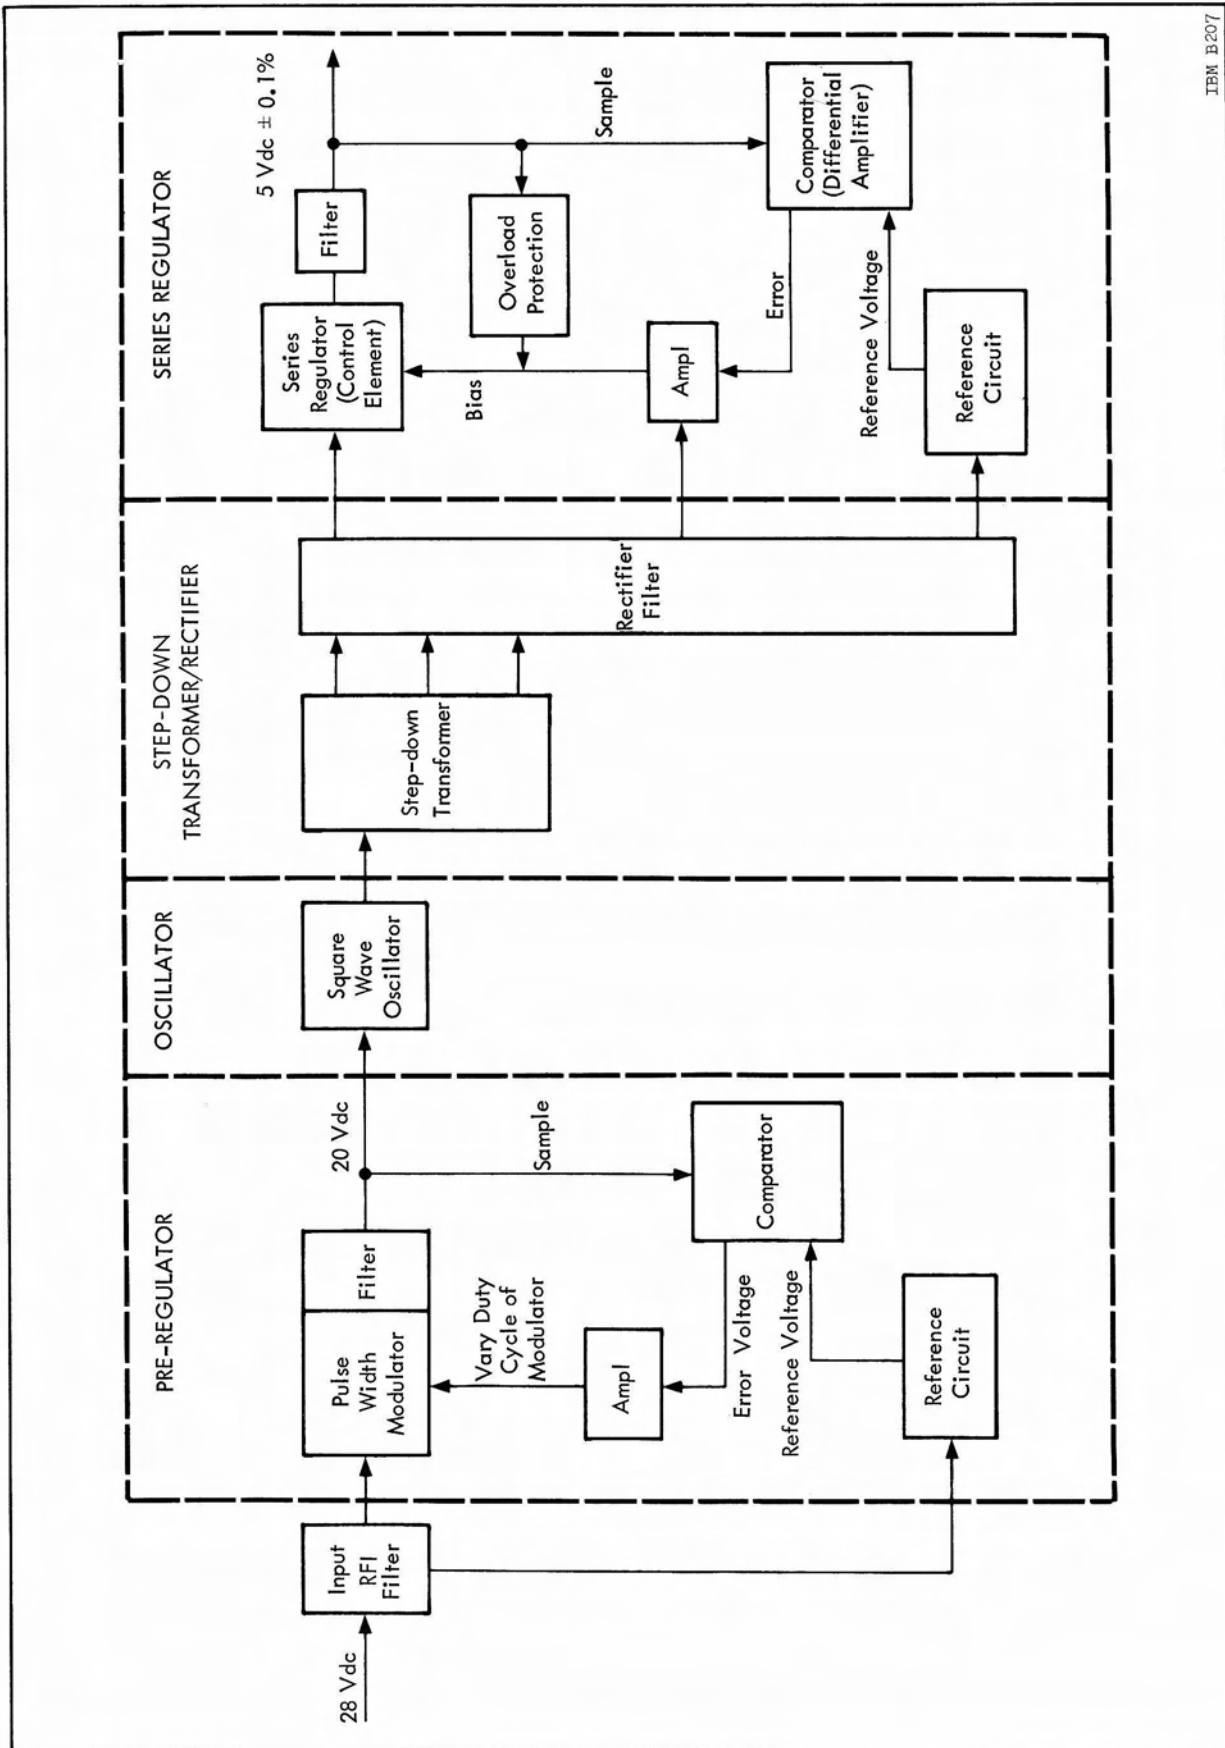 PRE-REGULATOR
OSCILLATOR
STEP-DOWN
TRANSFORMER/RECTIFIER
SERIES REGULATOR
28 Vdc
Input
RFI
Filter
Pulse
Width
Modulator
Filter
20 Vdc
Sample
Vary Duty
Cycle of
Modulator
Ampl
Error Voltage
Reference Voltage
Comparator
Reference
Circuit
Square
Wave
Oscillator
Step-down
Transformer
Rectifier
Filter
Series
Regulator
(Control
Element)
Filter
5 Vdc ± 0.1%
Bias
Overload
Protection
Sample
Ampl
Error
Comparator
(Differential
Amplifier)
Reference Voltage
Reference
Circuit
IBM B207